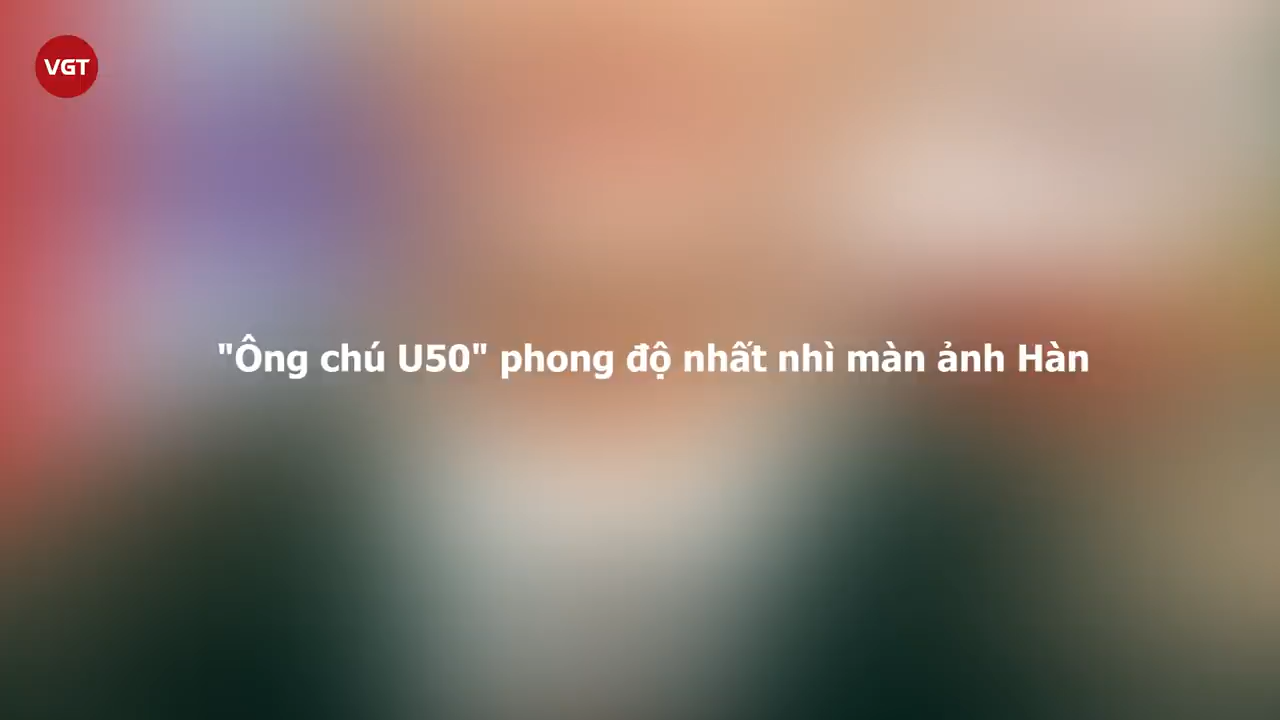 VGT
"Ông chú U50" phong độ nhất nhì màn ảnh Hàn